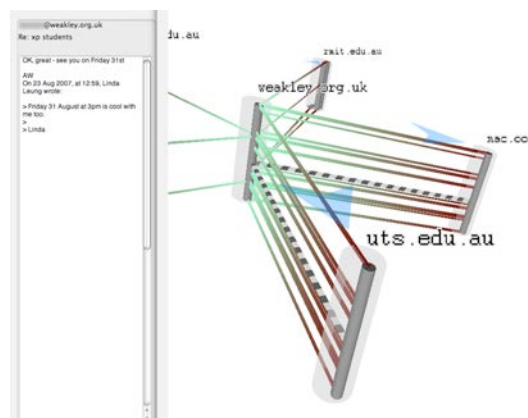 @weakley.org.uk
Re: xp students
OK, great - see you on Friday 31st
AW
On 23 Aug 2007, at 12:59, Linda
Leung wrote:
> Friday 31 August at 3pm is cool with
me too.
>
> Linda
du.au
rmit.edu.au
weakley.org.uk
mac.co
uts.edu.au